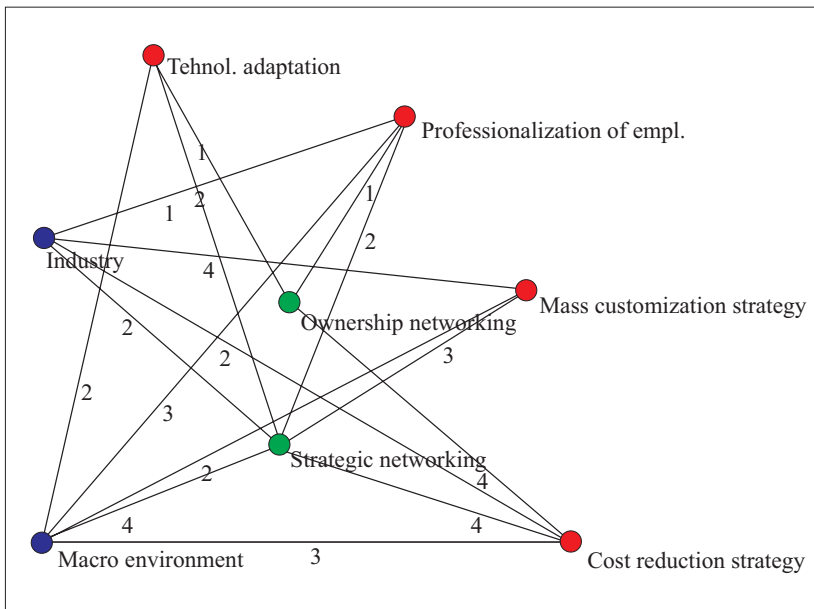 Tehnol. adaptation
Professionalization of empl.
1
1
2
1
2
Industry
4
Mass customization strategy
Ownership networking
2
2
3
2
3
Strategic networking
2
4
4
4
Macro environment
3
Cost reduction strategy